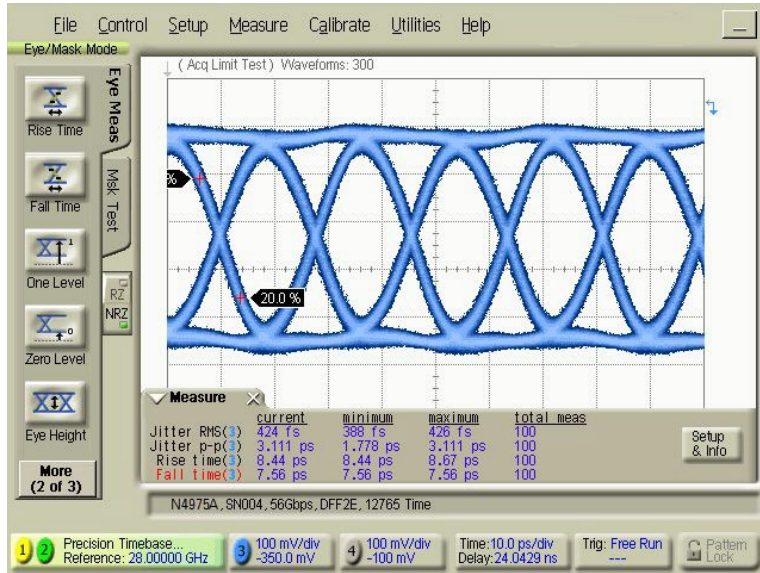 File Control Setup Measure Calibrate Utilities Help
Eye/Mask Mode
( Acq Limit Test ) Waveforms: 300
Eye Meas
Msk Test
Rise Time
Fall Time
One Level
Zero Level
Eye Height
More
(2 of 3)
RZ
NRZ
%
20.0 %
Measure
current minimum maximum total meas
Jitter RMS(3) 424 fs 388 fs 426 fs 100
Jitter p-p(3) 3.111 ps 1.778 ps 3.111 ps 100
Rise time(3) 8.44 ps 8.44 ps 8.67 ps 100
Fall time(3) 7.56 ps 7.56 ps 7.56 ps 100
Setup
& Info
N4975A, SN004, 56Gbps, DFF2E, 12765 Time
1 2 Precision Timebase...
Reference: 28.00000 GHz
3 100 mV/div
-350.0 mV
4 100 mV/div
-100 mV
Time:10.0 ps/div
Delay:24.0429 ns
Trig: Free Run
---
Pattern
Lock